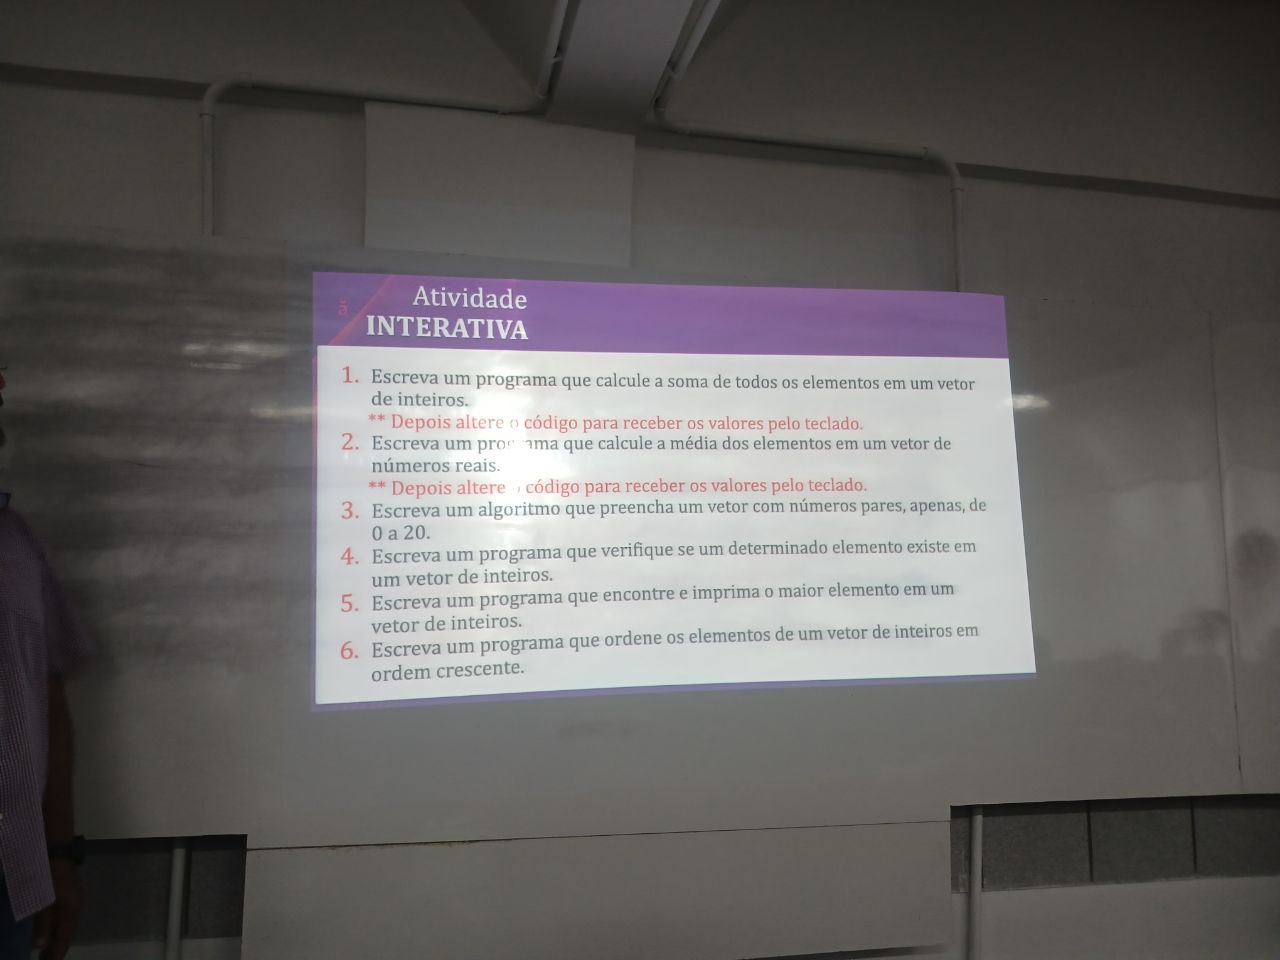 Atividade
INTERATIVA
1. Escreva um programa que calcule a soma de todos os elementos em um vetor
de inteiros.
** Depois altere o código para receber os valores pelo teclado.
2. Escreva um programa que calcule a média dos elementos em um vetor de
números reais.
** Depois altere o código para receber os valores pelo teclado.
3. Escreva um algoritmo que preencha um vetor com números pares, apenas, de
0 a 20.
4. Escreva um programa que verifique se um determinado elemento existe em
um vetor de inteiros.
5. Escreva um programa que encontre e imprima o maior elemento em um
vetor de inteiros.
6. Escreva um programa que ordene os elementos de um vetor de inteiros em
ordem crescente.